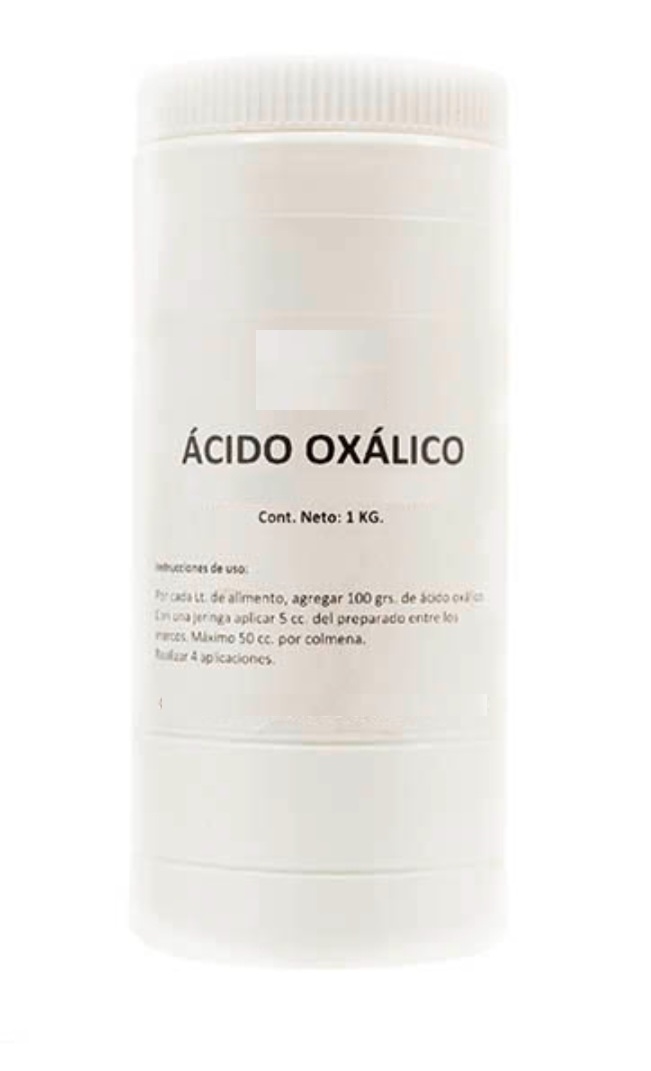 ÁCIDO OXÁLICO
Cont. Neto: 1 KG.
Instrucciones de uso:
Por cada Lt. de alimento, agregar 100 grs. de ácido oxálico
Con una jeringa aplicar 5 cc. del preparado entre los
marcos. Máximo 50 cc. por colmena.
Realizar 4 aplicaciones.